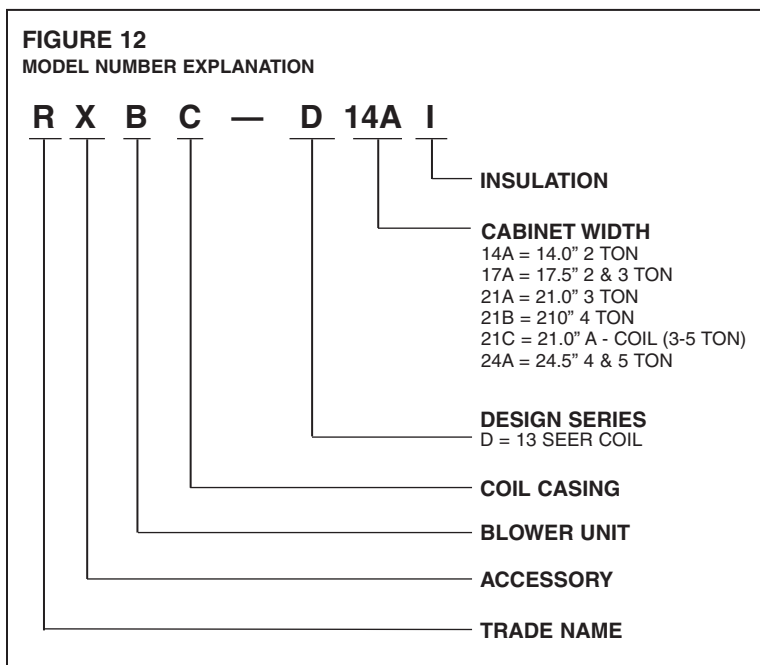 FIGURE 12
MODEL NUMBER EXPLANATION
R X B C — D 14A I
INSULATION
CABINET WIDTH
14A = 14.0” 2 TON
17A = 17.5” 2 & 3 TON
21A = 21.0” 3 TON
21B = 210” 4 TON
21C = 21.0” A - COIL (3-5 TON)
24A = 24.5” 4 & 5 TON
DESIGN SERIES
D = 13 SEER COIL
COIL CASING
BLOWER UNIT
ACCESSORY
TRADE NAME